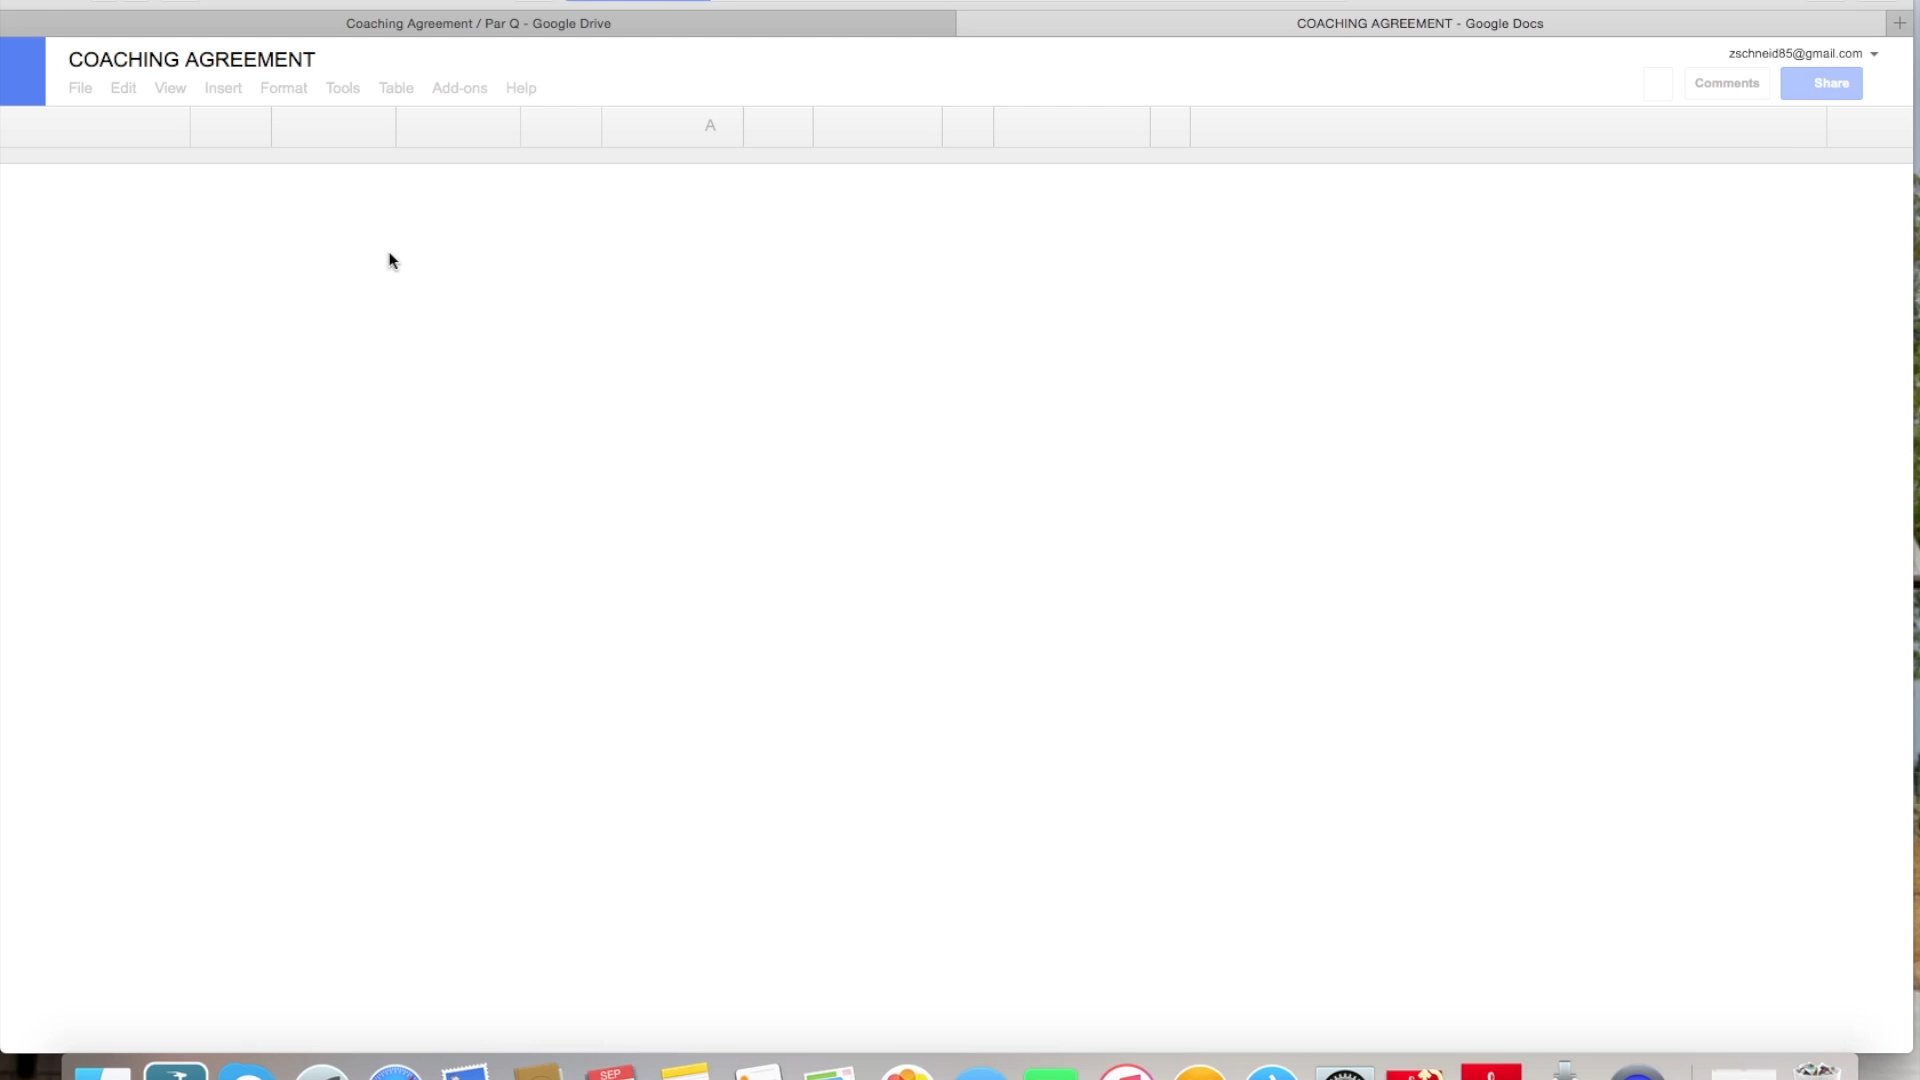 Coaching Agreement / Par Q - Google Drive
COACHING AGREEMENT - Google Docs
COACHING AGREEMENT
zschneid85@gmail.com
File Edit View Insert Format Tools Table Add-ons Help
Comments
Share
A
SEP